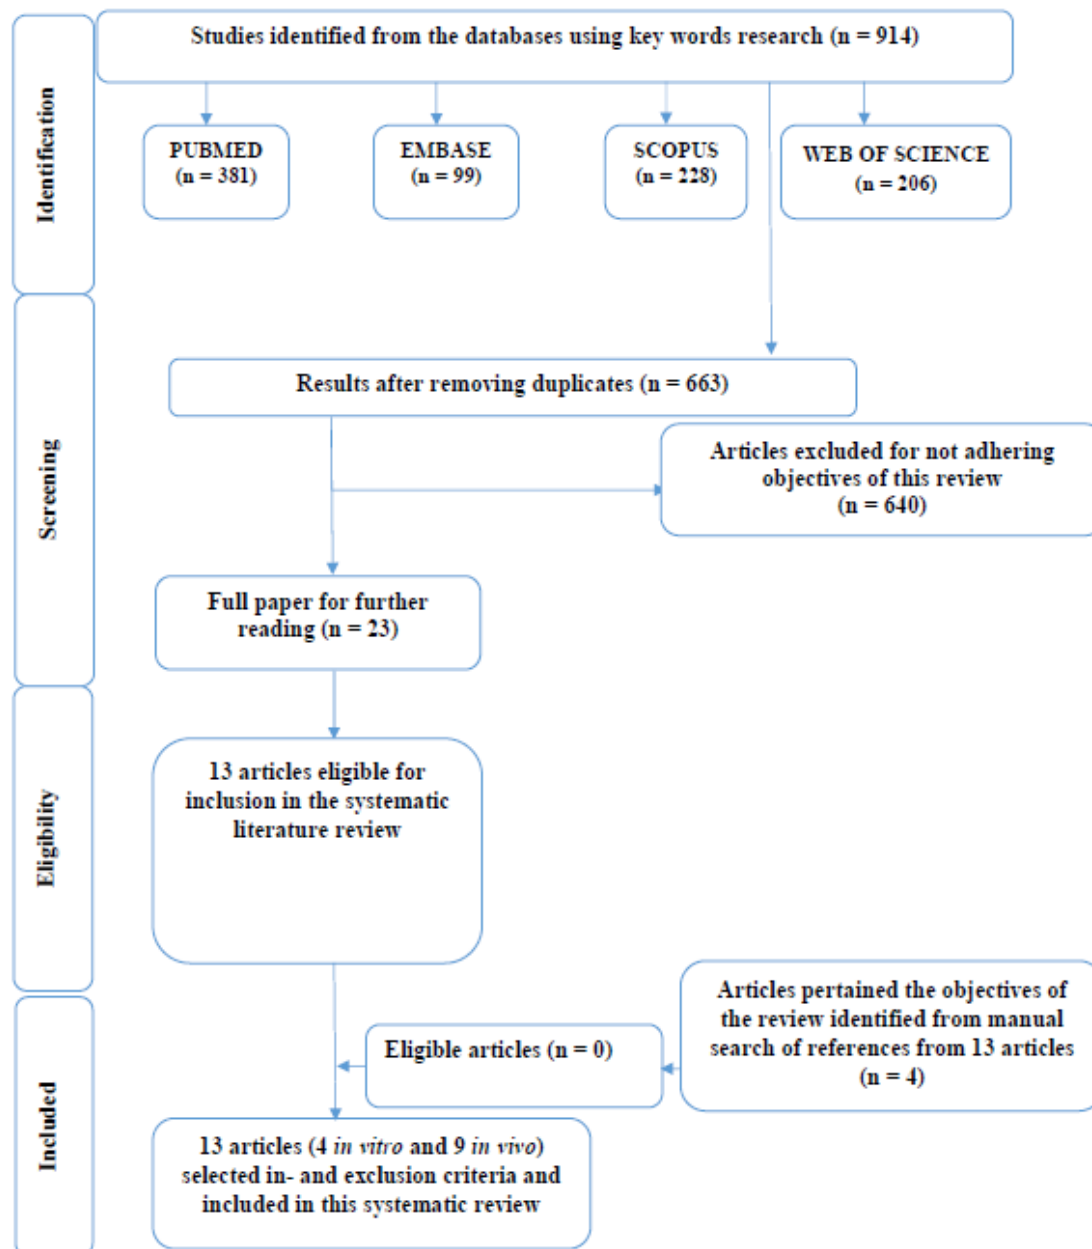 Identification
Studies identified from the databases using key words research (n = 914)
PUBMED
(n = 381)
EMBASE
(n = 99)
SCOPUS
(n = 228)
WEB OF SCIENCE
(n = 206)
Screening
Results after removing duplicates (n = 663)
Articles excluded for not adhering
objectives of this review
(n = 640)
Full paper for further
reading (n = 23)
Eligibility
13 articles eligible for
inclusion in the systematic
literature review
Included
Articles pertained the objectives of
the review identified from manual
search of references from 13 articles
(n = 4)
Eligible articles (n = 0)
13 articles (4 in vitro and 9 in vivo)
selected in- and exclusion criteria and
included in this systematic review